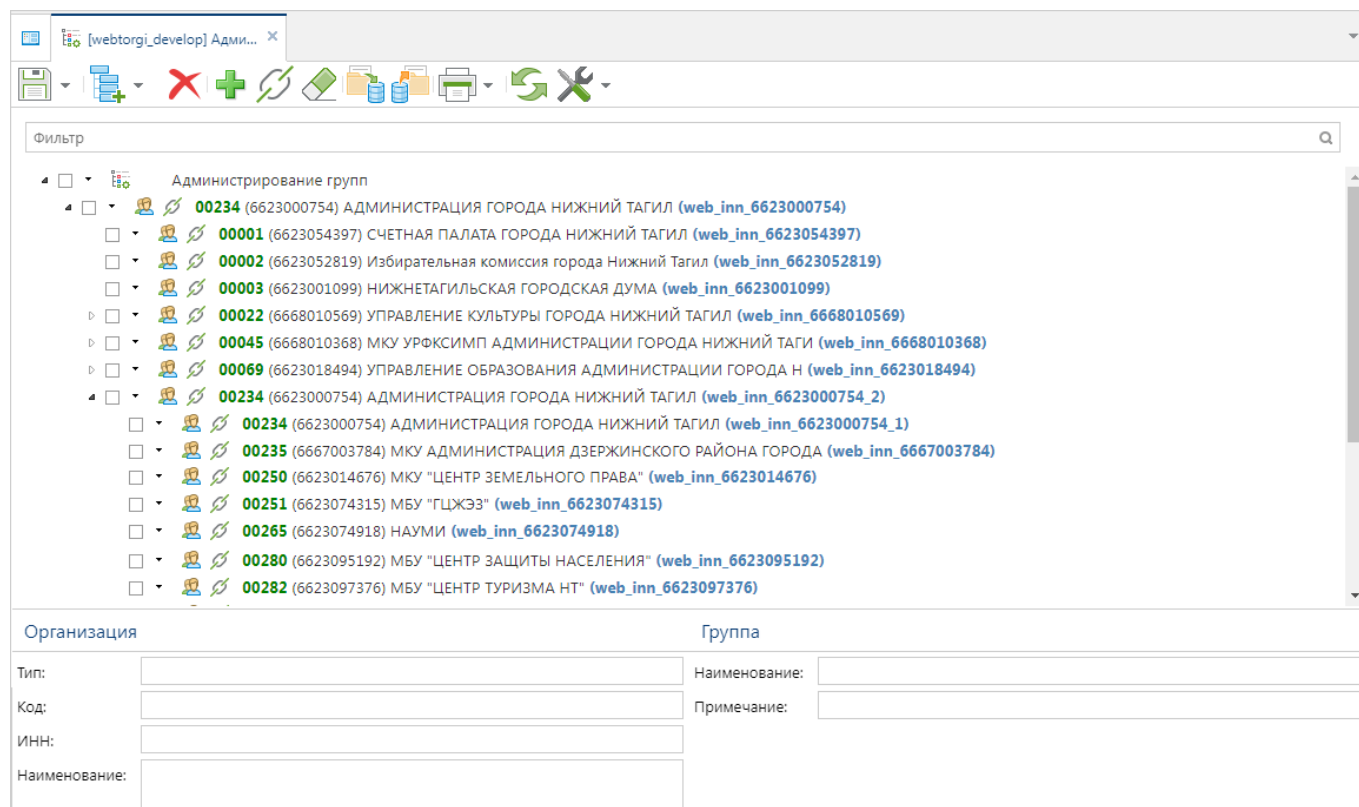 [webtorgi_develop] Адми...
Фильтр
Администрирование групп
00234 (6623000754) АДМИНИСТРАЦИЯ ГОРОДА НИЖНИЙ ТАГИЛ (web_inn_6623000754)
00001 (6623054397) СЧЕТНАЯ ПАЛАТА ГОРОДА НИЖНИЙ ТАГИЛ (web_inn_6623054397)
00002 (6623052819) Избирательная комиссия города Нижний Тагил (web_inn_6623052819)
00003 (6623001099) НИЖНЕТАГИЛЬСКАЯ ГОРОДСКАЯ ДУМА (web_inn_6623001099)
00022 (6668010569) УПРАВЛЕНИЕ КУЛЬТУРЫ ГОРОДА НИЖНИЙ ТАГИЛ (web_inn_6668010569)
00045 (6668010368) МКУ УРФКСИМП АДМИНИСТРАЦИИ ГОРОДА НИЖНИЙ ТАГИ (web_inn_6668010368)
00069 (6623018494) УПРАВЛЕНИЕ ОБРАЗОВАНИЯ АДМИНИСТРАЦИИ ГОРОДА Н (web_inn_6623018494)
00234 (6623000754) АДМИНИСТРАЦИЯ ГОРОДА НИЖНИЙ ТАГИЛ (web_inn_6623000754_2)
00234 (6623000754) АДМИНИСТРАЦИЯ ГОРОДА НИЖНИЙ ТАГИЛ (web_inn_6623000754_1)
00235 (6667003784) МКУ АДМИНИСТРАЦИЯ ДЗЕРЖИНСКОГО РАЙОНА ГОРОДА (web_inn_6667003784)
00250 (6623014676) МКУ "ЦЕНТР ЗЕМЕЛЬНОГО ПРАВА" (web_inn_6623014676)
00251 (6623074315) МБУ "ГЦЖЭЗ" (web_inn_6623074315)
00265 (6623074918) НАУМИ (web_inn_6623074918)
00280 (6623095192) МБУ "ЦЕНТР ЗАЩИТЫ НАСЕЛЕНИЯ" (web_inn_6623095192)
00282 (6623097376) МБУ "ЦЕНТР ТУРИЗМА НТ" (web_inn_6623097376)
Организация
Группа
Тип:
Наименование:
Код:
Примечание:
ИНН:
Наименование: